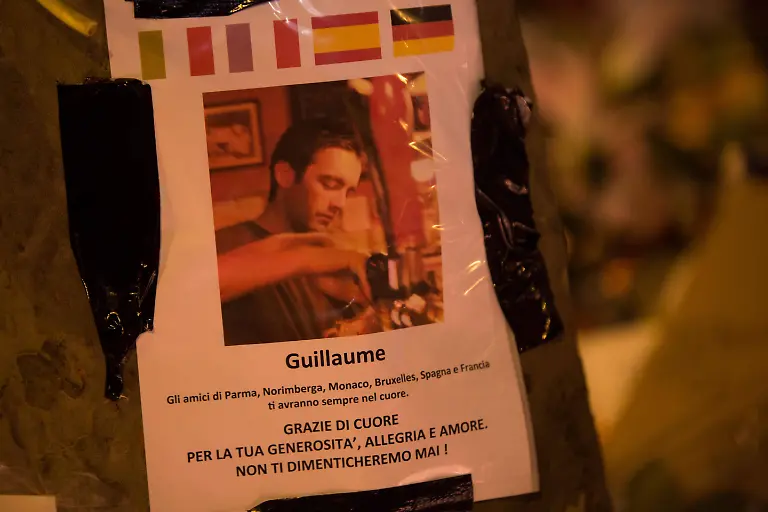 Guillaume
Gli amici di Parma, Norimberga, Monaco, Bruxelles, Spagna e Francia
ti avranno sempre nel cuore.
GRAZIE DI CUORE
PER LA TUA GENEROSITA', ALLEGRIA E AMORE.
NON TI DIMENTICHEREMO MAI !